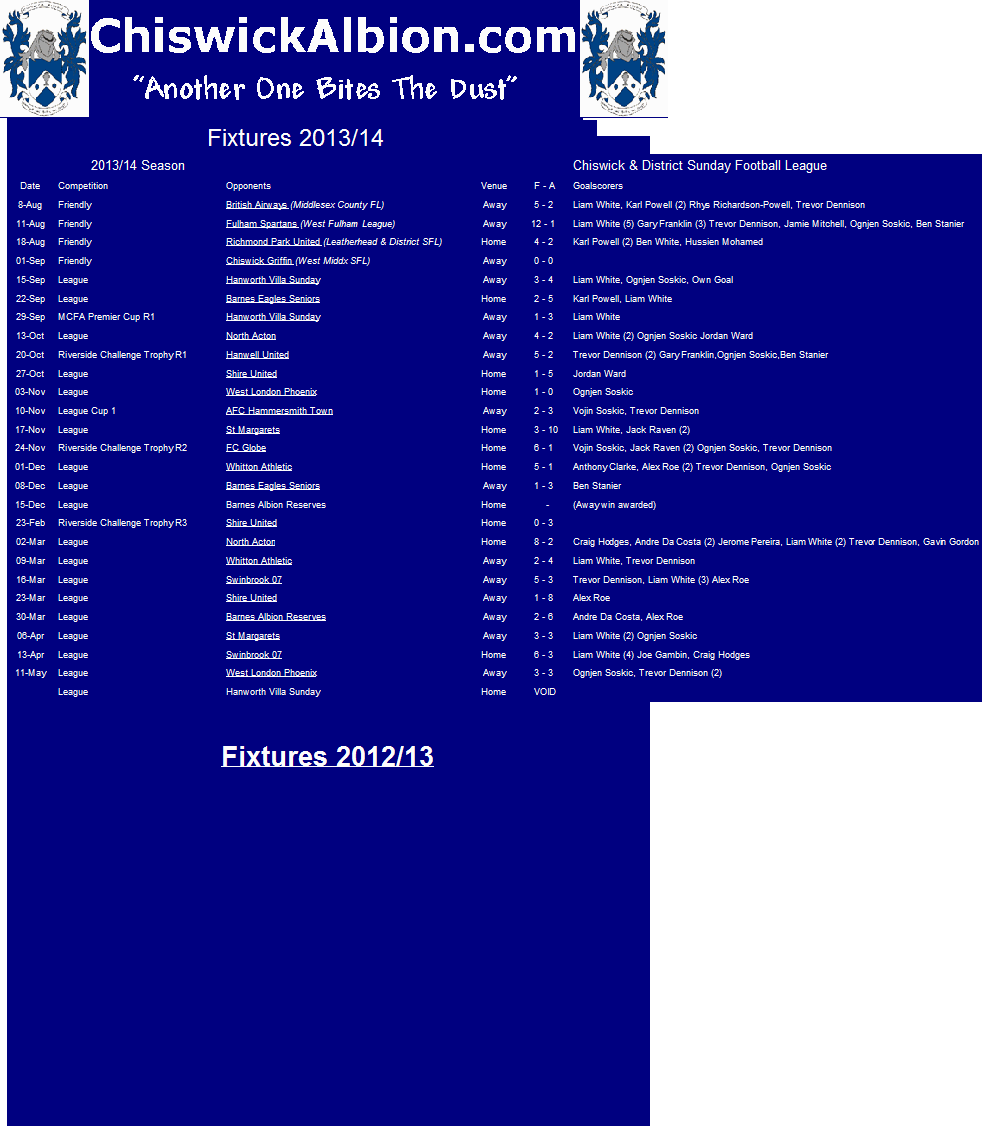 ChiswickAlbion.com
"Another One Bites The Dust"
Fixtures 2013/14
2013/14 Season Chiswick & District Sunday Football League
Date Competition Opponents Venue F - A Goalscorers
8-Aug Friendly British Airways (Middlesex County FL) Away 5 - 2 Liam White, Karl Powell (2) Rhys Richardson-Powell, Trevor Dennison
11-Aug Friendly Fulham Spartans (West Fulham League) Away 12 - 1 Liam White (5) Gary Franklin (3) Trevor Dennison, Jamie Mitchell, Ognjen Soskic, Ben Stanier
18-Aug Friendly Richmond Park United (Leatherhead & District SFL) Home 4 - 2 Karl Powell (2) Ben White, Hussien Mohamed
01-Sep Friendly Chiswick Griffin (West Middx SFL) Away 0 - 0
15-Sep League Hanworth Villa Sunday Away 3 - 4 Liam White, Ognjen Soskic, Own Goal
22-Sep League Barnes Eagles Seniors Home 2 - 5 Karl Powell, Liam White
29-Sep MCFA Premier Cup R1 Hanworth Villa Sunday Away 1 - 3 Liam White
13-Oct League North Acton Away 4 - 2 Liam White (2) Ognjen Soskic Jordan Ward
20-Oct Riverside Challenge Trophy R1 Hanwell United Away 5 - 2 Trevor Dennison (2) Gary Franklin,Ognjen Soskic,Ben Stanier
27-Oct League Shire United Home 1 - 5 Jordan Ward
03-Nov League West London Phoenix Home 1 - 0 Ognjen Soskic
10-Nov League Cup 1 AFC Hammersmith Town Away 2 - 3 Vojin Soskic, Trevor Dennison
17-Nov League St Margarets Home 3 - 10 Liam White, Jack Raven (2)
24-Nov Riverside Challenge Trophy R2 FC Globe Home 6 - 1 Vojin Soskic, Jack Raven (2) Ognjen Soskic, Trevor Dennison
01-Dec League Whitton Athletic Home 5 - 1 Anthony Clarke, Alex Roe (2) Trevor Dennison, Ognjen Soskic
08-Dec League Barnes Eagles Seniors Away 1 - 3 Ben Stanier
15-Dec League Barnes Albion Reserves Home - (Away win awarded)
23-Feb Riverside Challenge Trophy R3 Shire United Home 0 - 3
02-Mar League North Acton Home 8 - 2 Craig Hodges, Andre Da Costa (2) Jerome Pereira, Liam White (2) Trevor Dennison, Gavin Gordon
09-Mar League Whitton Athletic Away 2 - 4 Liam White, Trevor Dennison
16-Mar League Swinbrook 07 Away 5 - 3 Trevor Dennison, Liam White (3) Alex Roe
23-Mar League Shire United Away 1 - 8 Alex Roe
30-Mar League Barnes Albion Reserves Away 2 - 6 Andre Da Costa, Alex Roe
06-Apr League St Margarets Away 3 - 3 Liam White (2) Ognjen Soskic
13-Apr League Swinbrook 07 Home 6 - 3 Liam White (4) Joe Gambin, Craig Hodges
11-May League West London Phoenix Away 3 - 3 Ognjen Soskic, Trevor Dennison (2)
League Hanworth Villa Sunday Home VOID
Fixtures 2012/13